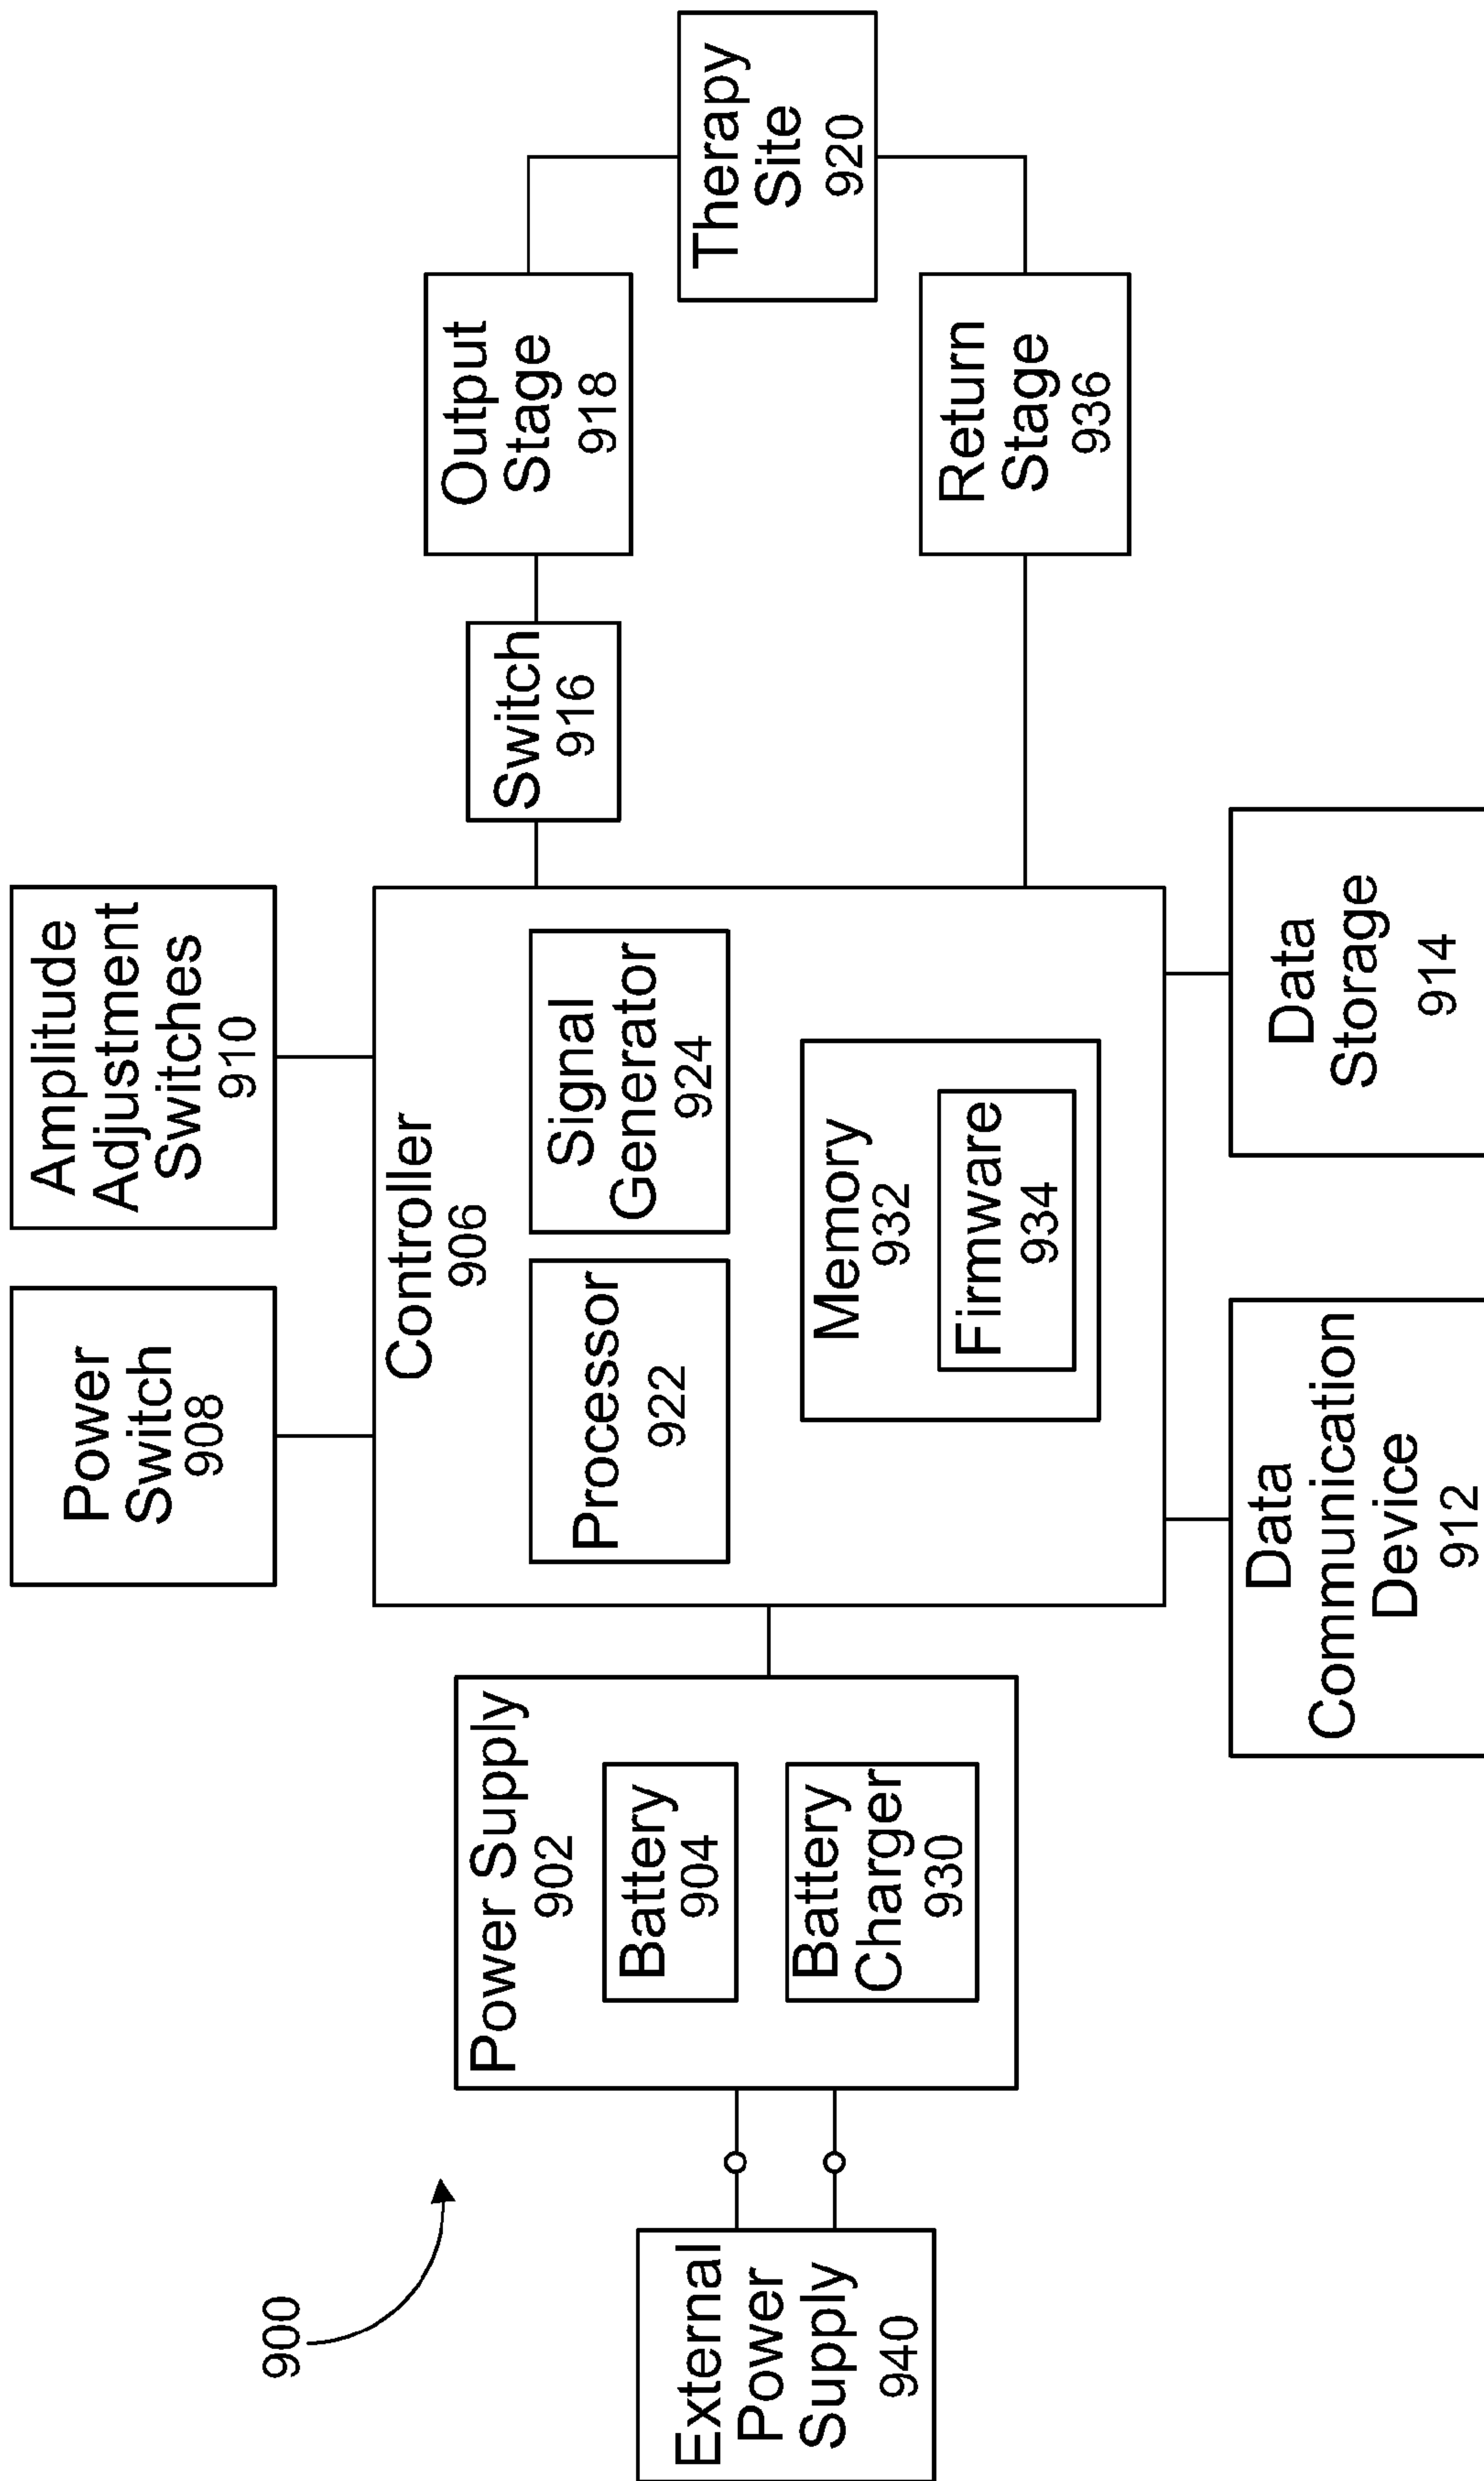 900
External
Power
Supply
940
Power Supply
902
Battery
904
Battery
Charger
930
Power
Switch
908
Amplitude
Adjustment
Switches
910
Controller
906
Processor
922
Signal
Generator
924
Memory
932
Firmware
934
Data
Communication
Device
912
Data
Storage
914
Switch
916
Output
Stage
918
Return
Stage
936
Therapy
Site
920